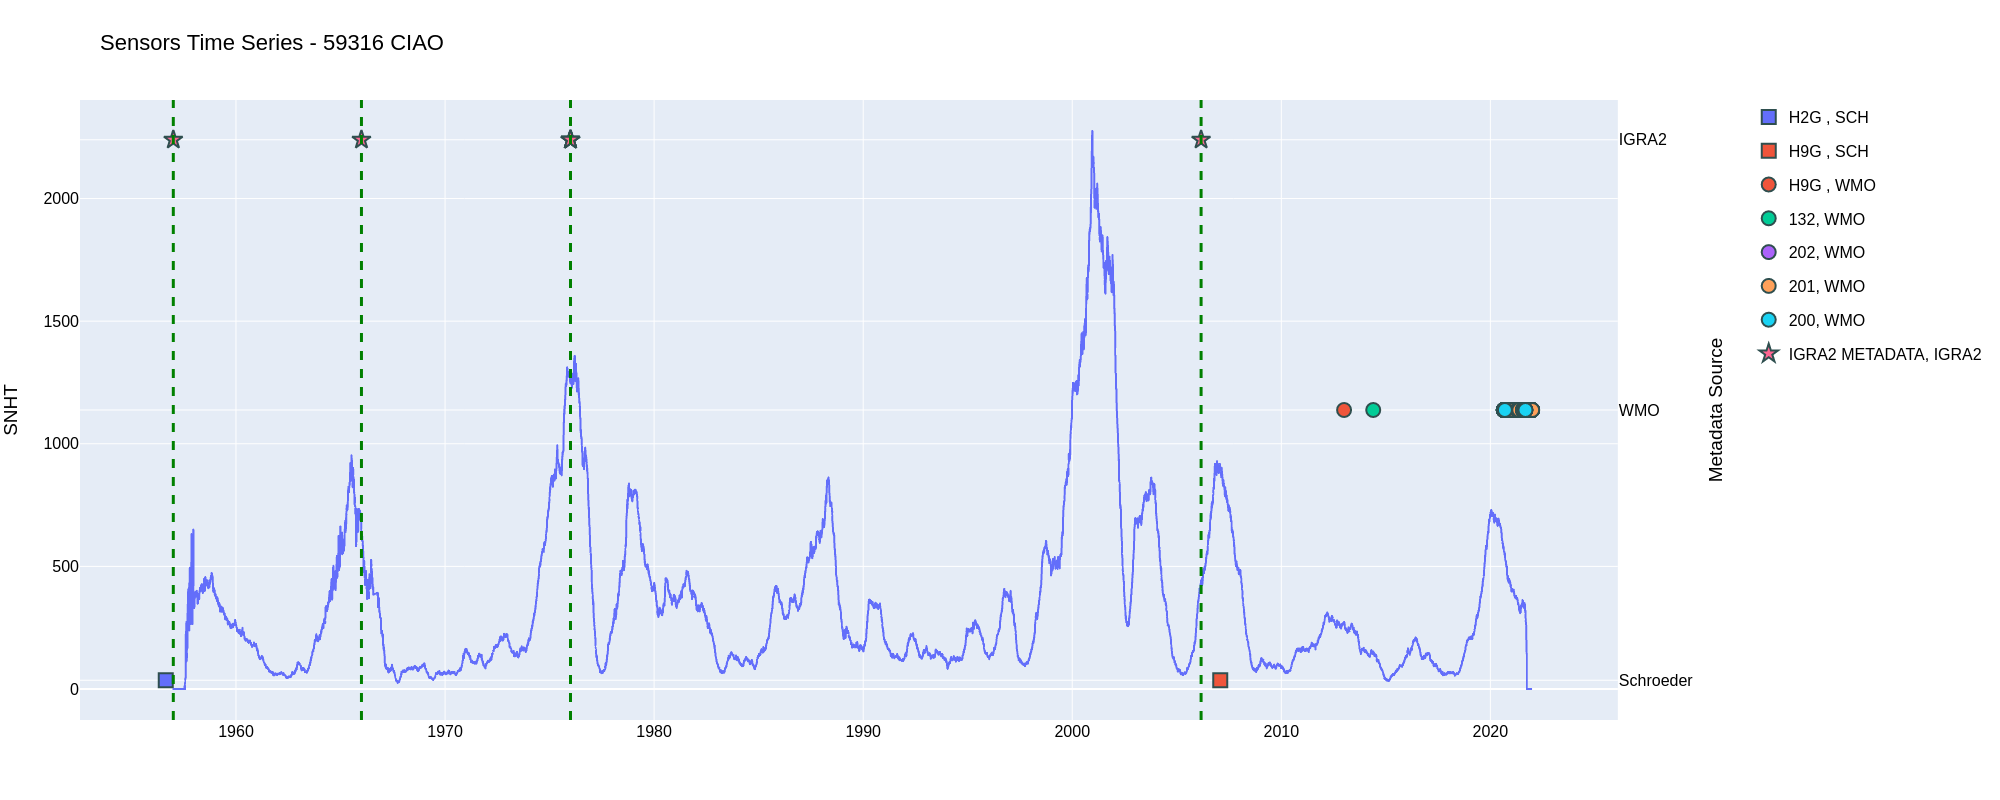 Sensors Time Series - 59316 CIAO
SNHT
2000
1500
1000
500
0
1960
1970
1980
1990
2000
2010
2020
IGRA2
WMO
Schroeder
Metadata Source
H2G , SCH
H9G , SCH
H9G , WMO
132, WMO
202, WMO
201, WMO
200, WMO
IGRA2 METADATA, IGRA2